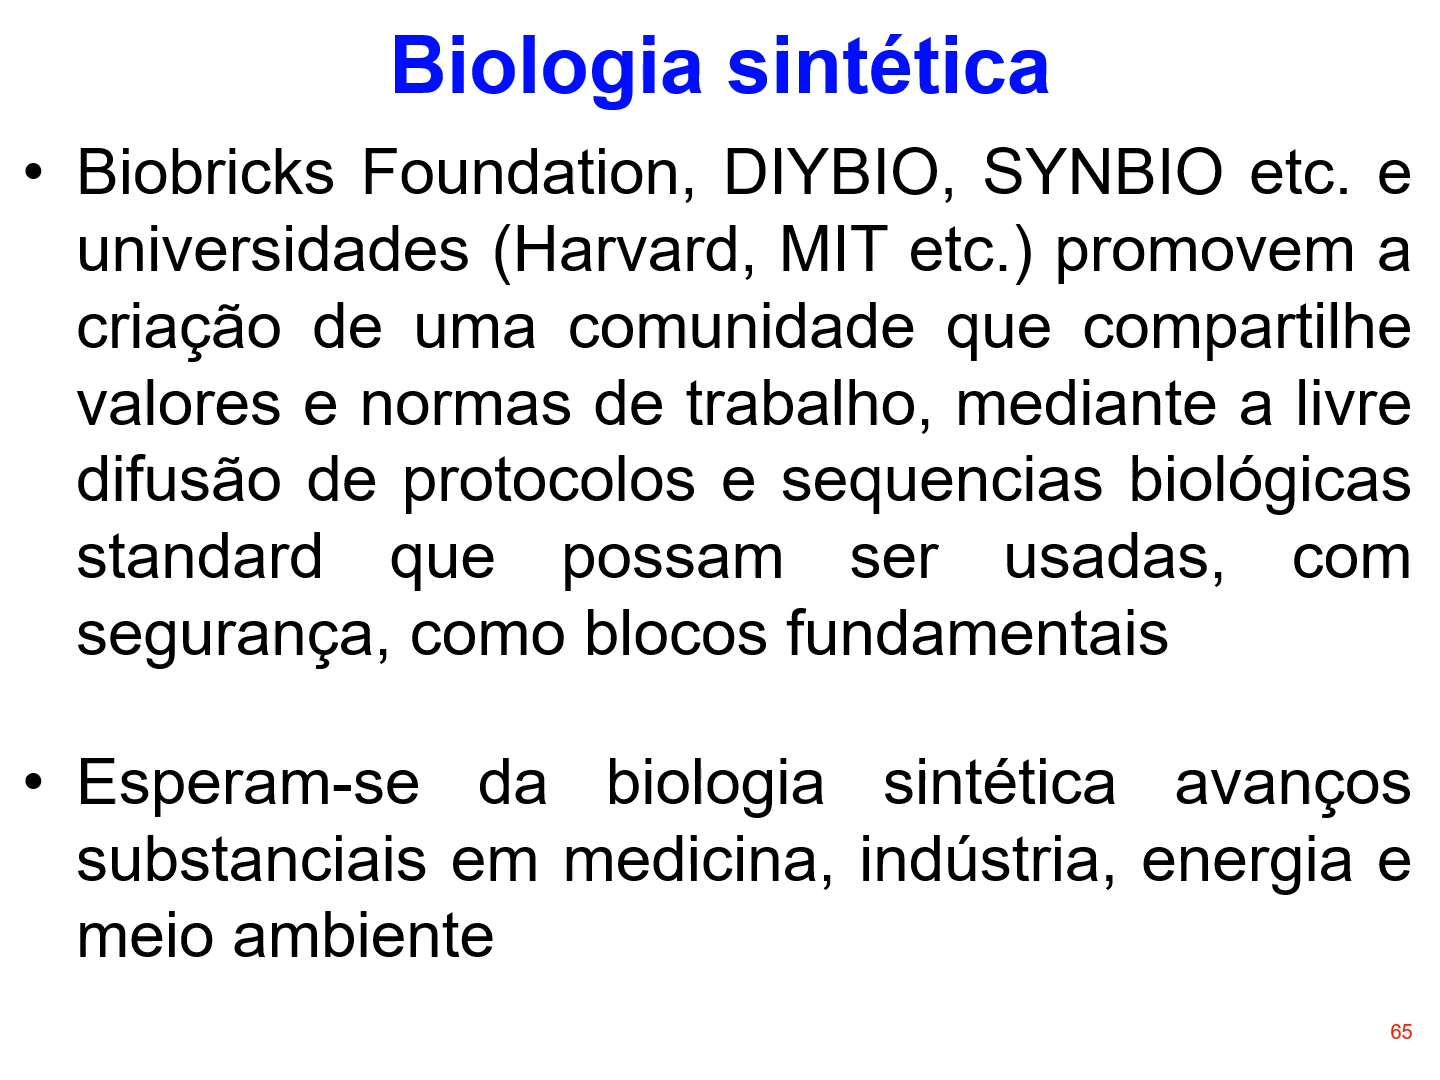 Biologia sintética
• Biobricks Foundation, DIYBIO, SYNBIO etc. e
universidades (Harvard, MIT etc.) promovem a
criação de uma comunidade que compartilhe
valores e normas de trabalho, mediante a livre
difusão de protocolos e sequencias biológicas
standard que possam ser usadas, com
segurança, como blocos fundamentais
• Esperam-se da biologia sintética avanços
substanciais em medicina, indústria, energia e
meio ambiente
65